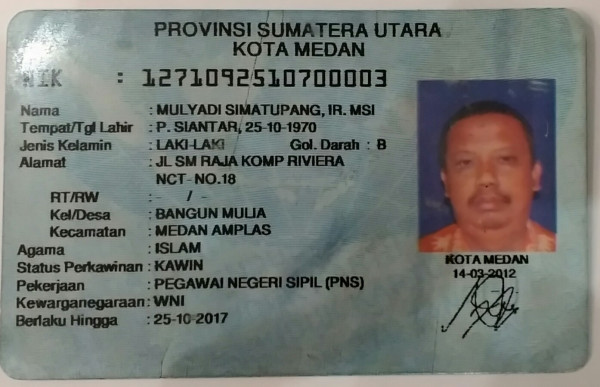 PROVINSI SUMATERA UTARA
KOTA MEDAN
NIK : 1271092510700003
Nama : MULYADI SIMATUPANG, IR. MSI
Tempat/Tgl Lahir : P. SIANTAR, 25-10-1970
Jenis Kelamin : LAKI-LAKI Gol. Darah : B
Alamat : JL SM RAJA KOMP RIVIERA
NCT- NO.18
RT/RW : - / -
Kel/Desa : BANGUN MULIA
Kecamatan : MEDAN AMPLAS
Agama : ISLAM
Status Perkawinan : KAWIN
Pekerjaan : PEGAWAI NEGERI SIPIL (PNS)
Kewarganegaraan : WNI
Berlaku Hingga : 25-10-2017
KOTA MEDAN
14-03-2012